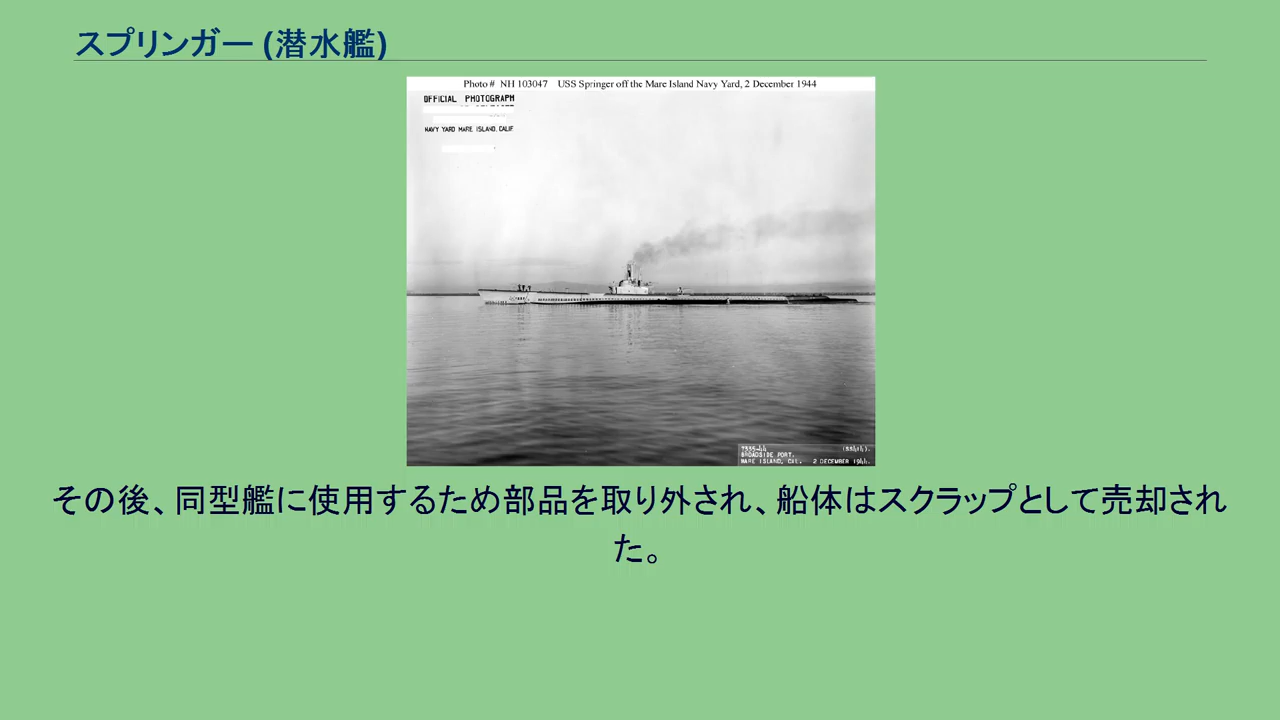 スプリンガー (潜水艦)
Photo # NH 103047 USS Springer off the Mare Island Navy Yard, 2 December 1944
OFFICIAL PHOTOGRAPH
NAVY YARD MARE ISLAND, CALIF.
7555-44
BROADSIDE PORT.
MARE ISLAND, CAL. 2 DECEMBER 1944.
その後、同型艦に使用するため部品を取り外され、船体はスクラップとして売却され
た。